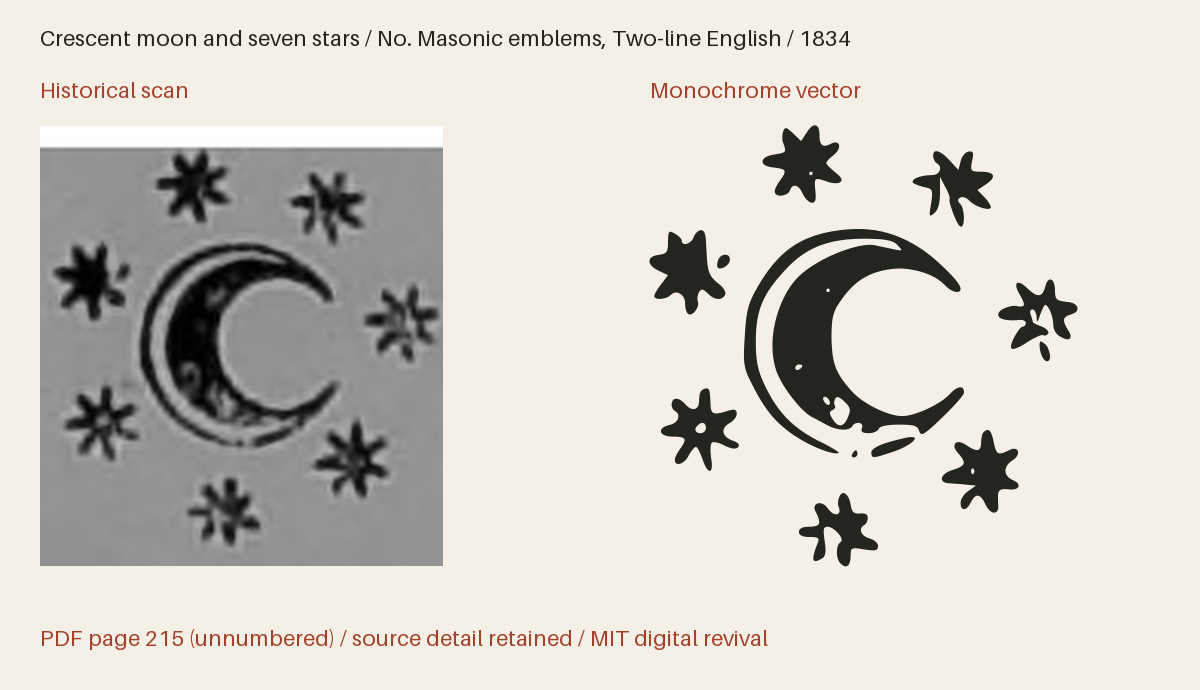 Crescent moon and seven stars / No. Masonic emblems, Two-line English / 1834
Historical scan
Monochrome vector
PDF page 215 (unnumbered) / source detail retained / MIT digital revival